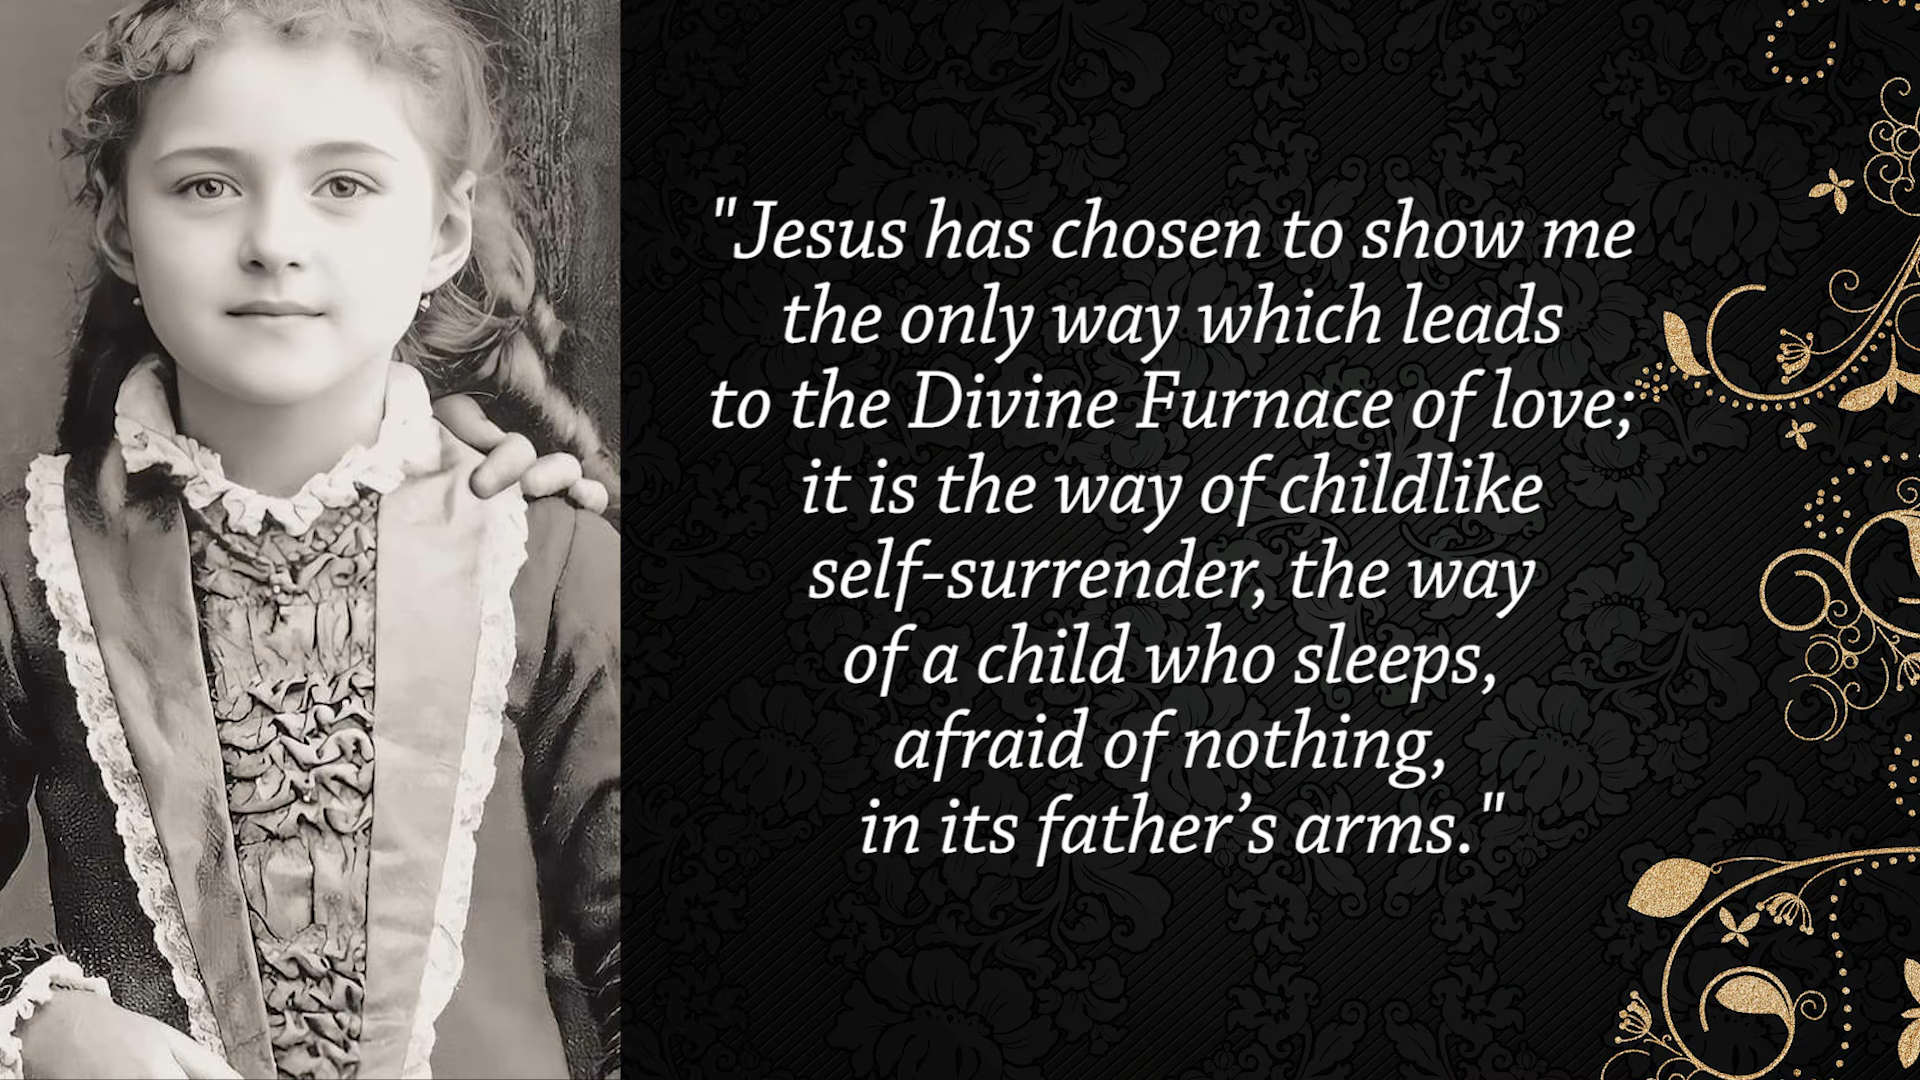 "Jesus has chosen to show me
the only way which leads
to the Divine Furnace of love;
it is the way of childlike
self-surrender, the way
of a child who sleeps,
afraid of nothing,
in its father’s arms."